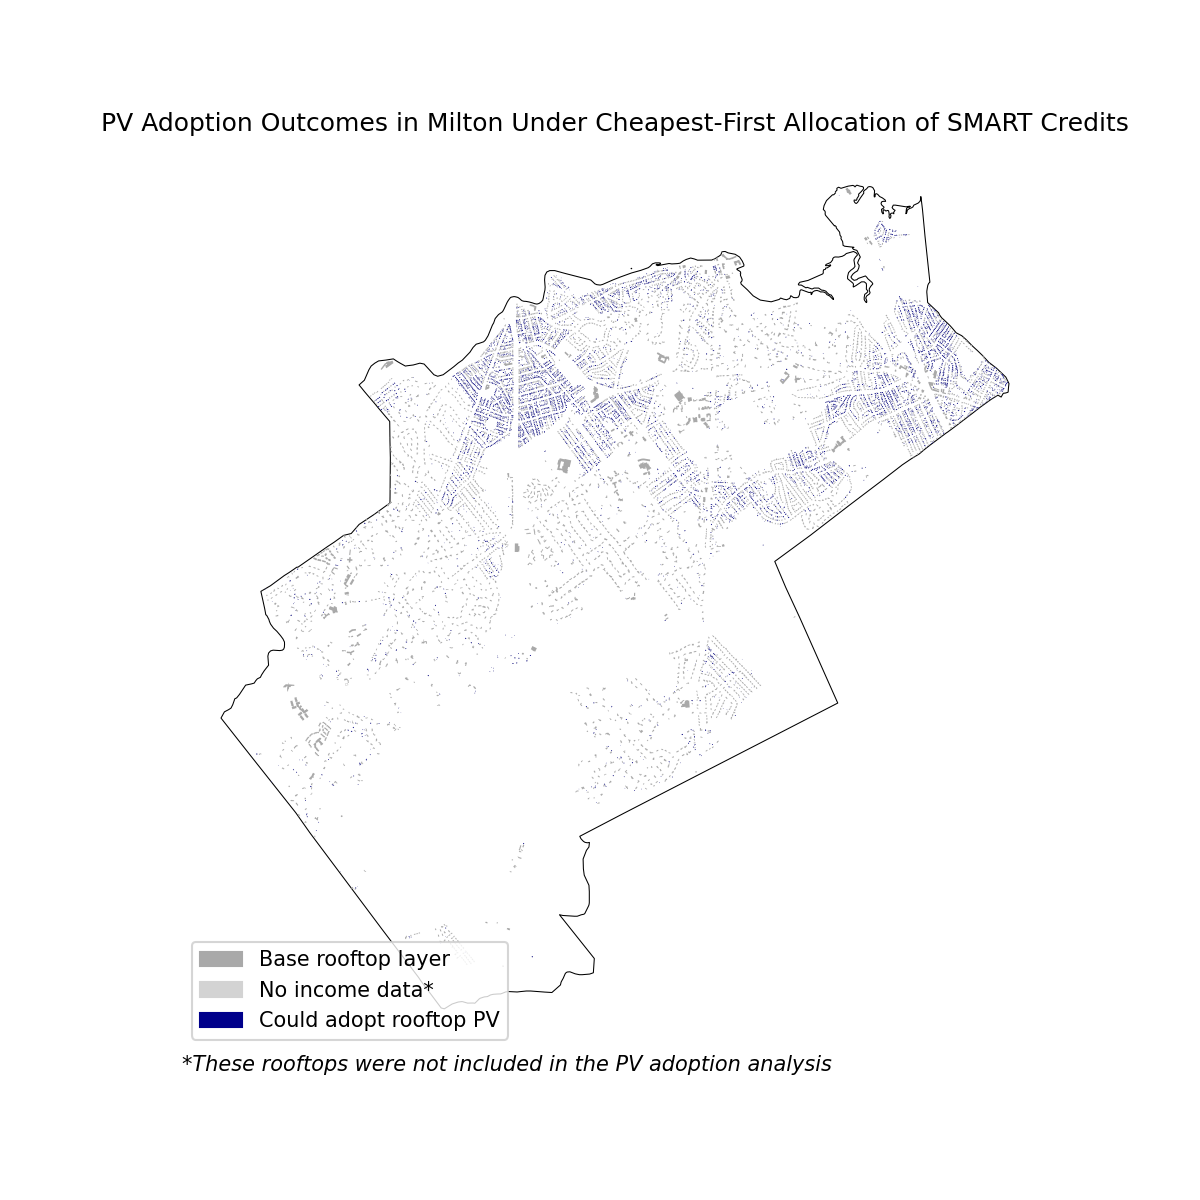 PV Adoption Outcomes in Milton Under Cheapest-First Allocation of SMART Credits
Base rooftop layer
No income data*
Could adopt rooftop PV
*These rooftops were not included in the PV adoption analysis